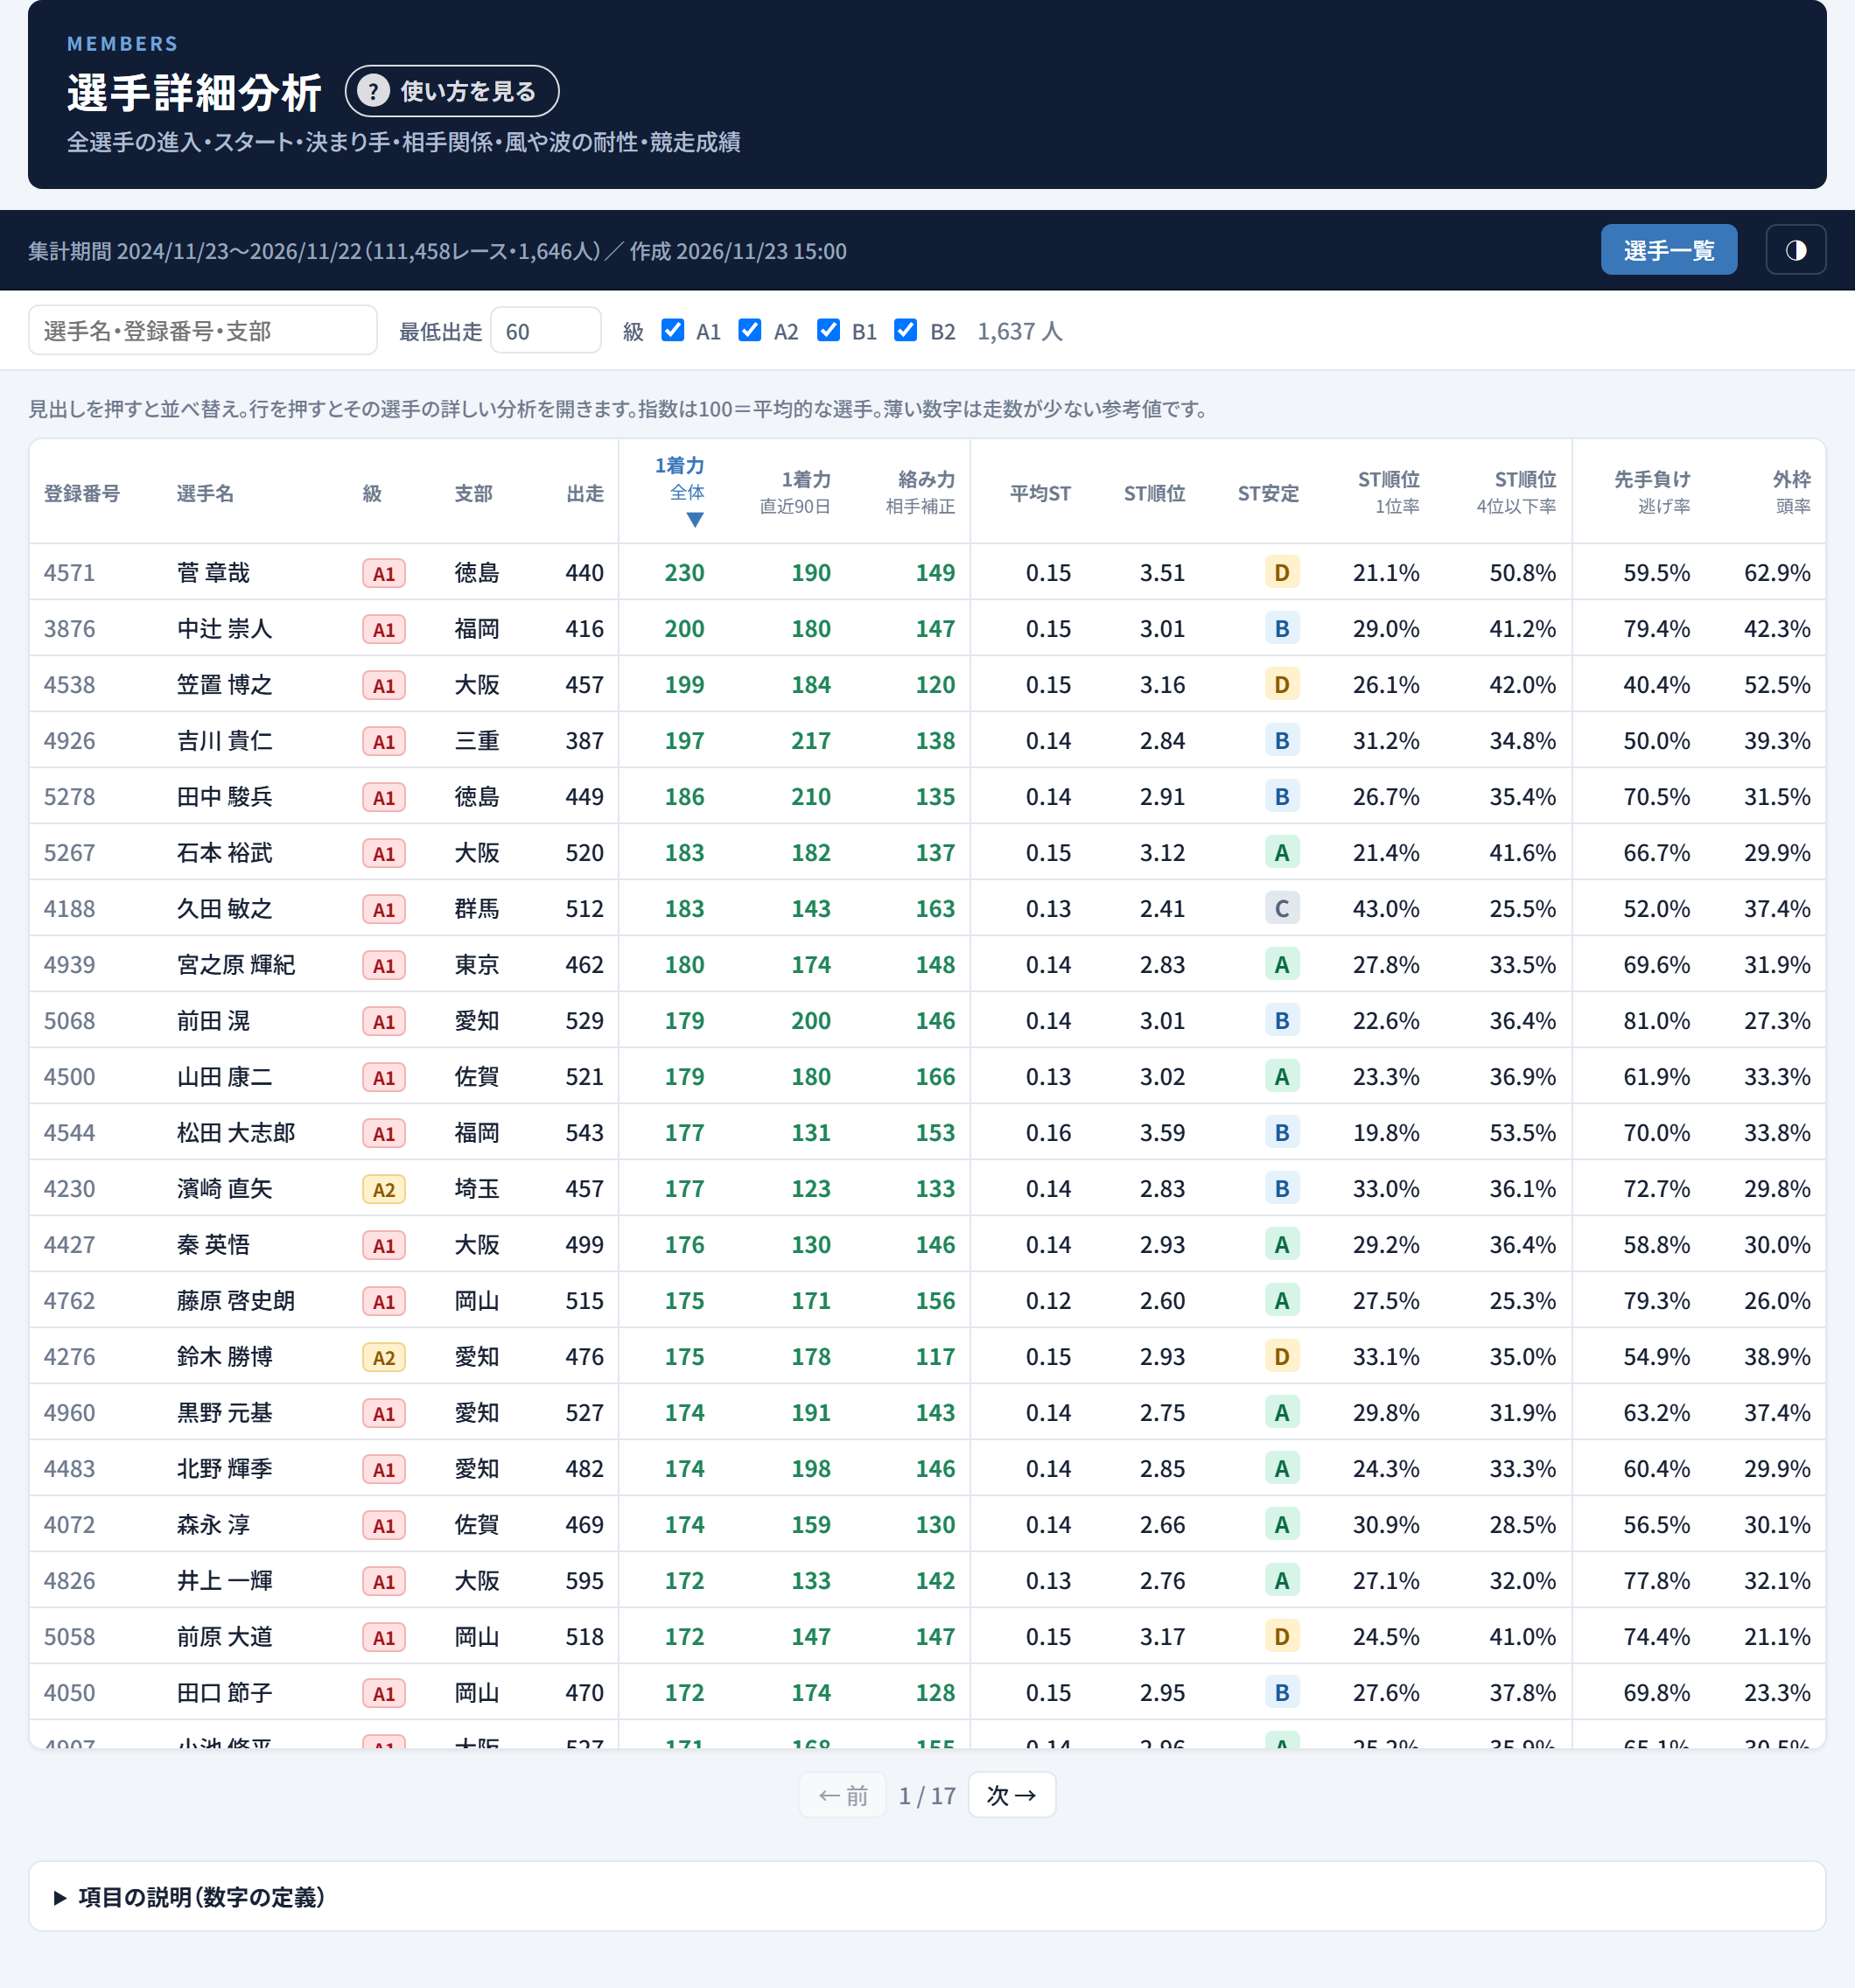 MEMBERS
選手詳細分析
? 使い方を見る
全選手の進入・スタート・決まり手・相手関係・風や波の耐性・競走成績
集計期間 2024/11/23〜2026/11/22（111,458レース・1,646人）／ 作成 2026/11/23 15:00
選手一覧
選手名・登録番号・支部 最低出走 60 級 A1 A2 B1 B2 1,637 人
見出しを押すと並べ替え。行を押すとその選手の詳しい分析を開きます。指数は100＝平均的な選手。薄い数字は走数が少ない参考値です。
登録番号 選手名 級 支部 出走 1着力 全体 ▼ 1着力 直近90日 絡み力 相手補正 平均ST ST順位 ST安定 ST順位 1位率 ST順位 4位以下率 先手負け 逃げ率 外枠 頭率
4571 菅 章哉 A1 徳島 440 230 190 149 0.15 3.51 D 21.1% 50.8% 59.5% 62.9%
3876 中辻 崇人 A1 福岡 416 200 180 147 0.15 3.01 B 29.0% 41.2% 79.4% 42.3%
4538 笠置 博之 A1 大阪 457 199 184 120 0.15 3.16 D 26.1% 42.0% 40.4% 52.5%
4926 吉川 貴仁 A1 三重 387 197 217 138 0.14 2.84 B 31.2% 34.8% 50.0% 39.3%
5278 田中 駿兵 A1 徳島 449 186 210 135 0.14 2.91 B 26.7% 35.4% 70.5% 31.5%
5267 石本 裕武 A1 大阪 520 183 182 137 0.15 3.12 A 21.4% 41.6% 66.7% 29.9%
4188 久田 敏之 A1 群馬 512 183 143 163 0.13 2.41 C 43.0% 25.5% 52.0% 37.4%
4939 宮之原 輝紀 A1 東京 462 180 174 148 0.14 2.83 A 27.8% 33.5% 69.6% 31.9%
5068 前田 滉 A1 愛知 529 179 200 146 0.14 3.01 B 22.6% 36.4% 81.0% 27.3%
4500 山田 康二 A1 佐賀 521 179 180 166 0.13 3.02 A 23.3% 36.9% 61.9% 33.3%
4544 松田 大志郎 A1 福岡 543 177 131 153 0.16 3.59 B 19.8% 53.5% 70.0% 33.8%
4230 濱崎 直矢 A2 埼玉 457 177 123 133 0.14 2.83 B 33.0% 36.1% 72.7% 29.8%
4427 秦 英悟 A1 大阪 499 176 130 146 0.14 2.93 A 29.2% 36.4% 58.8% 30.0%
4762 藤原 啓史朗 A1 岡山 515 175 171 156 0.12 2.60 A 27.5% 25.3% 79.3% 26.0%
4276 鈴木 勝博 A2 愛知 476 175 178 117 0.15 2.93 D 33.1% 35.0% 54.9% 38.9%
4960 黒野 元基 A1 愛知 527 174 191 143 0.14 2.75 A 29.8% 31.9% 63.2% 37.4%
4483 北野 輝季 A1 愛知 482 174 198 146 0.14 2.85 A 24.3% 33.3% 60.4% 29.9%
4072 森永 淳 A1 佐賀 469 174 159 130 0.14 2.66 A 30.9% 28.5% 56.5% 30.1%
4826 井上 一輝 A1 大阪 595 172 133 142 0.13 2.76 A 27.1% 32.0% 77.8% 32.1%
5058 前原 大道 A1 岡山 518 172 147 147 0.15 3.17 D 24.5% 41.0% 74.4% 21.1%
4050 田口 節子 A1 岡山 470 172 174 128 0.15 2.95 B 27.6% 37.8% 69.8% 23.3%
4907 小池 修平 A1 大阪 527 171 168 155 0.14 2.96 A 25.2% 35.9% 65.1% 30.5%
← 前 1 / 17 次 →
▶ 項目の説明（数字の定義）